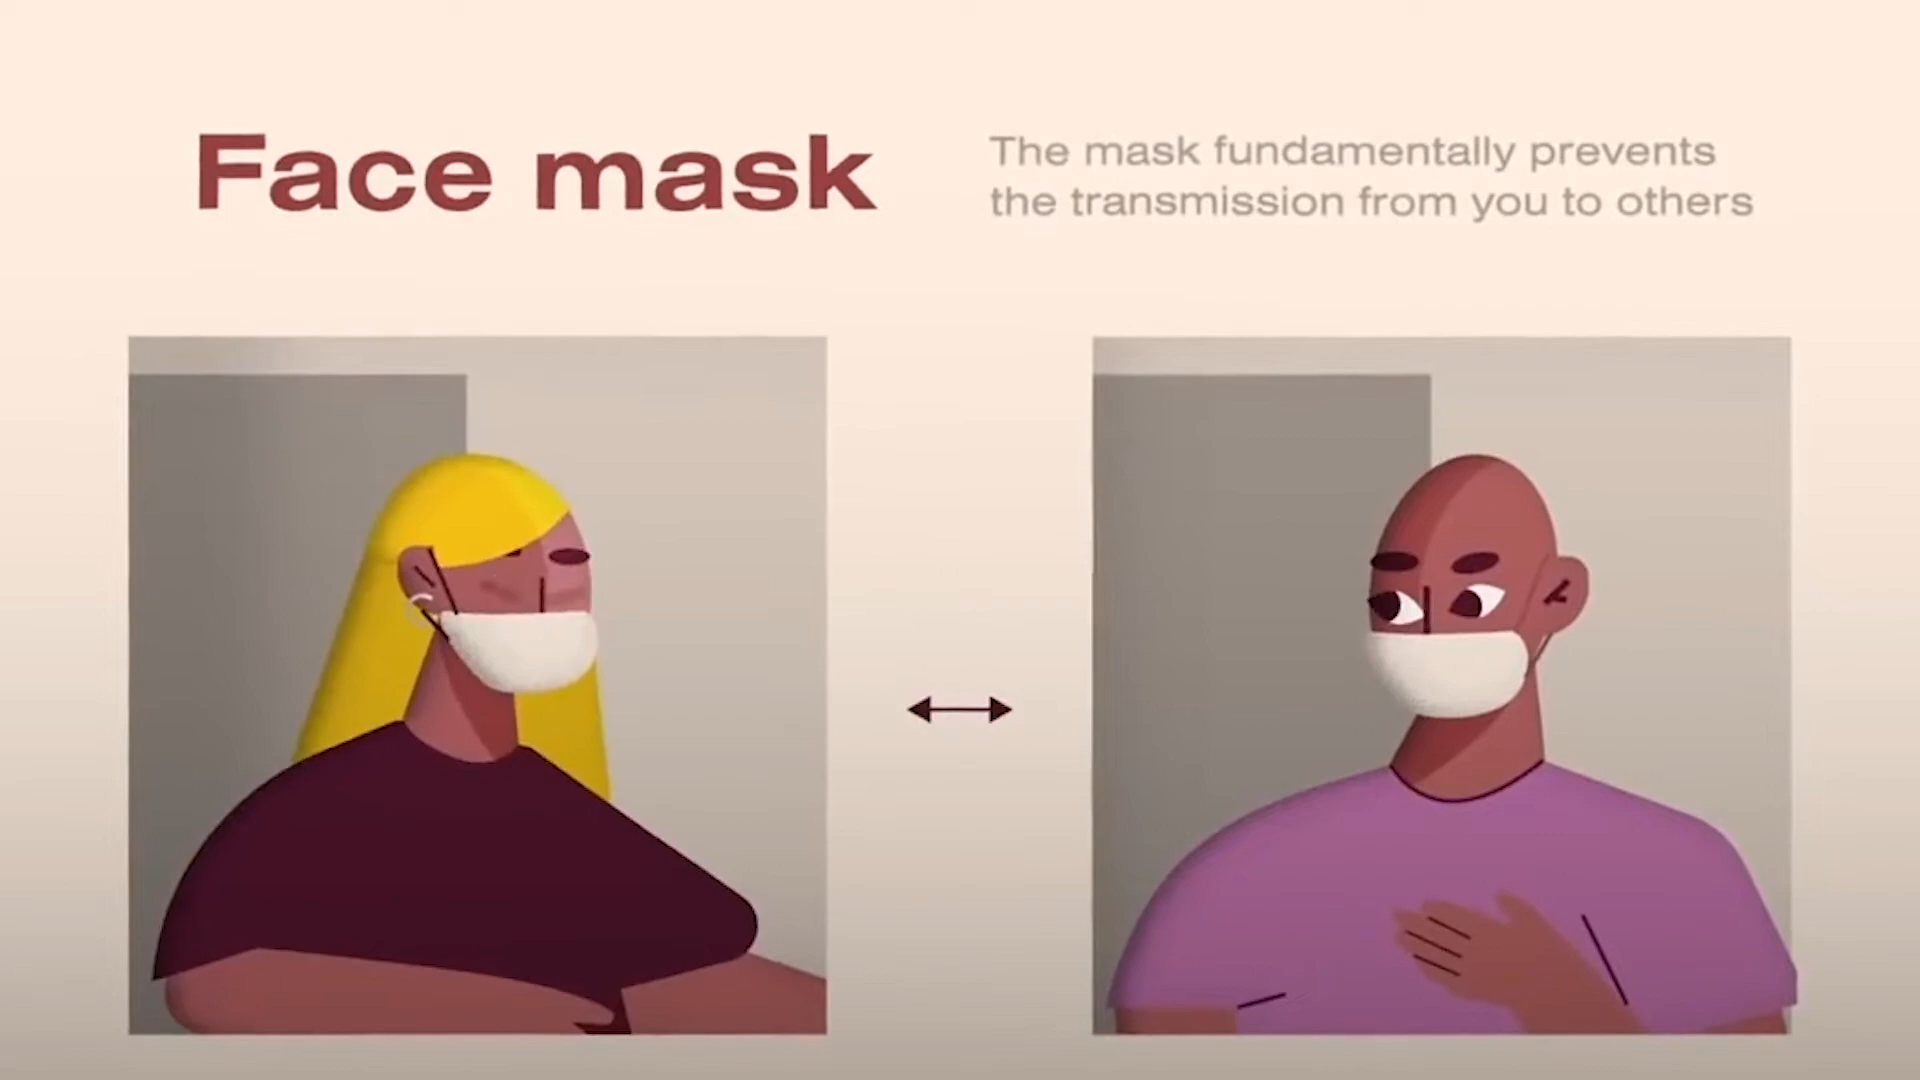 Face mask
The mask fundamentally prevents
the transmission from you to others